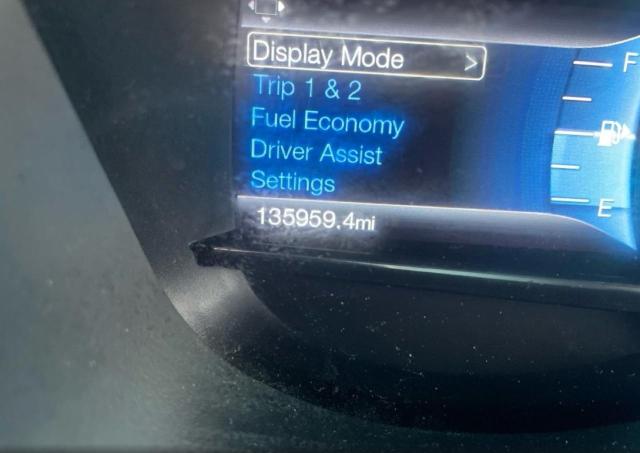 Display Mode >
Trip 1 & 2
Fuel Economy
Driver Assist
Settings
135959.4mi
F
E